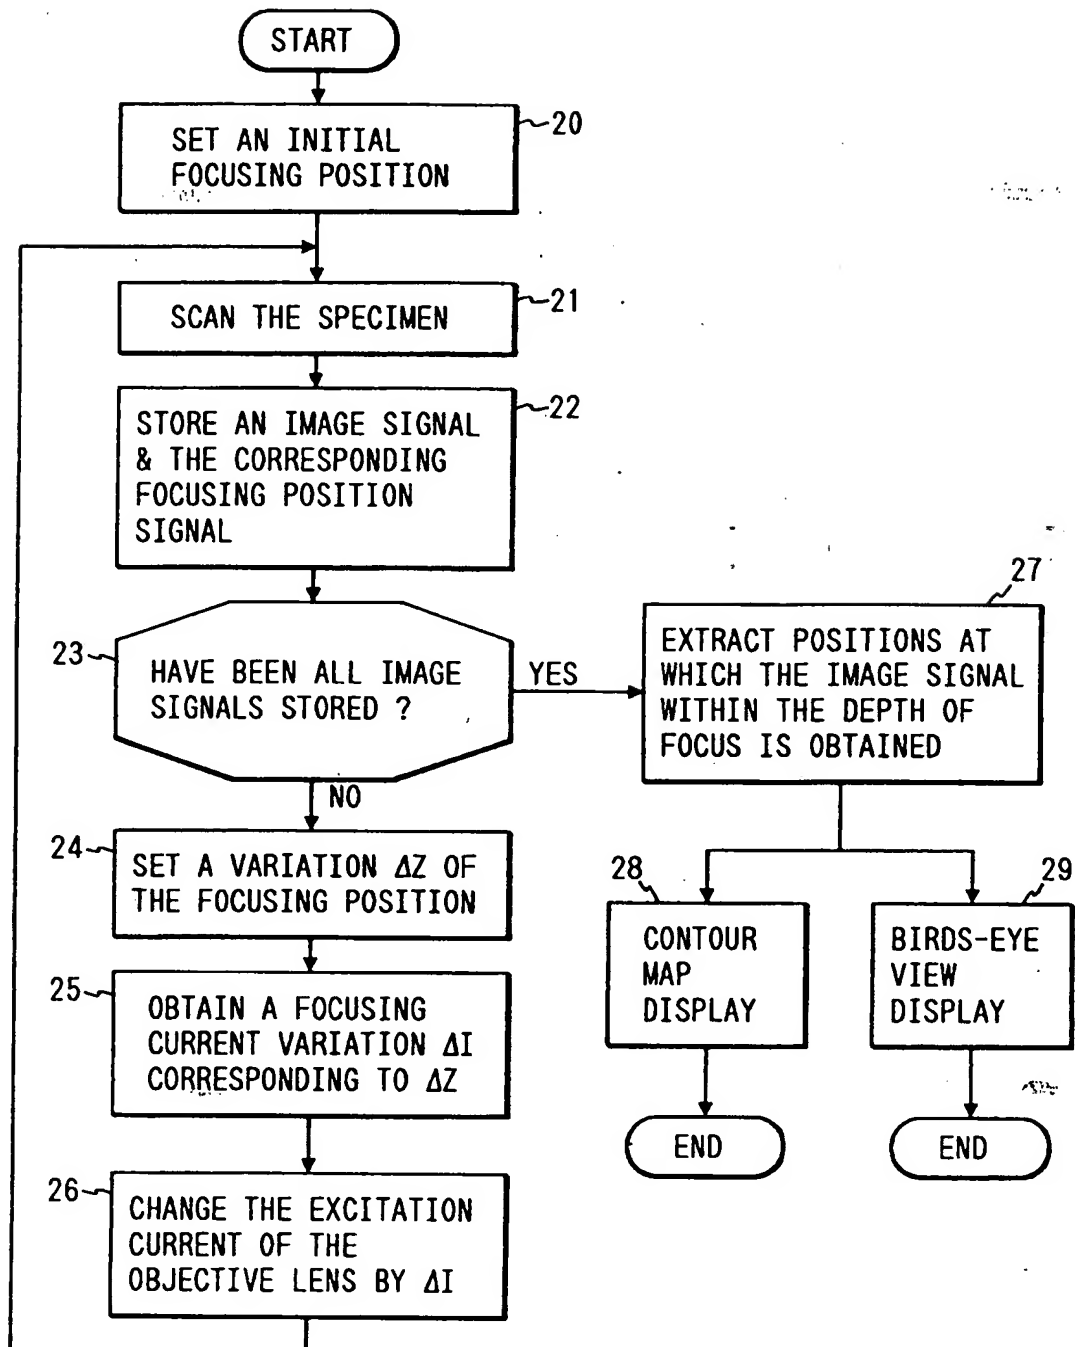 START
20
SET AN INITIAL
FOCUSING POSITION
21
SCAN THE SPECIMEN
22
STORE AN IMAGE SIGNAL
& THE CORRESPONDING
FOCUSING POSITION
SIGNAL
23
HAVE BEEN ALL IMAGE
SIGNALS STORED ?
YES
NO
27
EXTRACT POSITIONS AT
WHICH THE IMAGE SIGNAL
WITHIN THE DEPTH OF
FOCUS IS OBTAINED
24
SET A VARIATION ΔZ OF
THE FOCUSING POSITION
25
OBTAIN A FOCUSING
CURRENT VARIATION ΔI
CORRESPONDING TO ΔZ
26
CHANGE THE EXCITATION
CURRENT OF THE
OBJECTIVE LENS BY ΔI
28
CONTOUR
MAP
DISPLAY
END
29
BIRDS-EYE
VIEW
DISPLAY
END